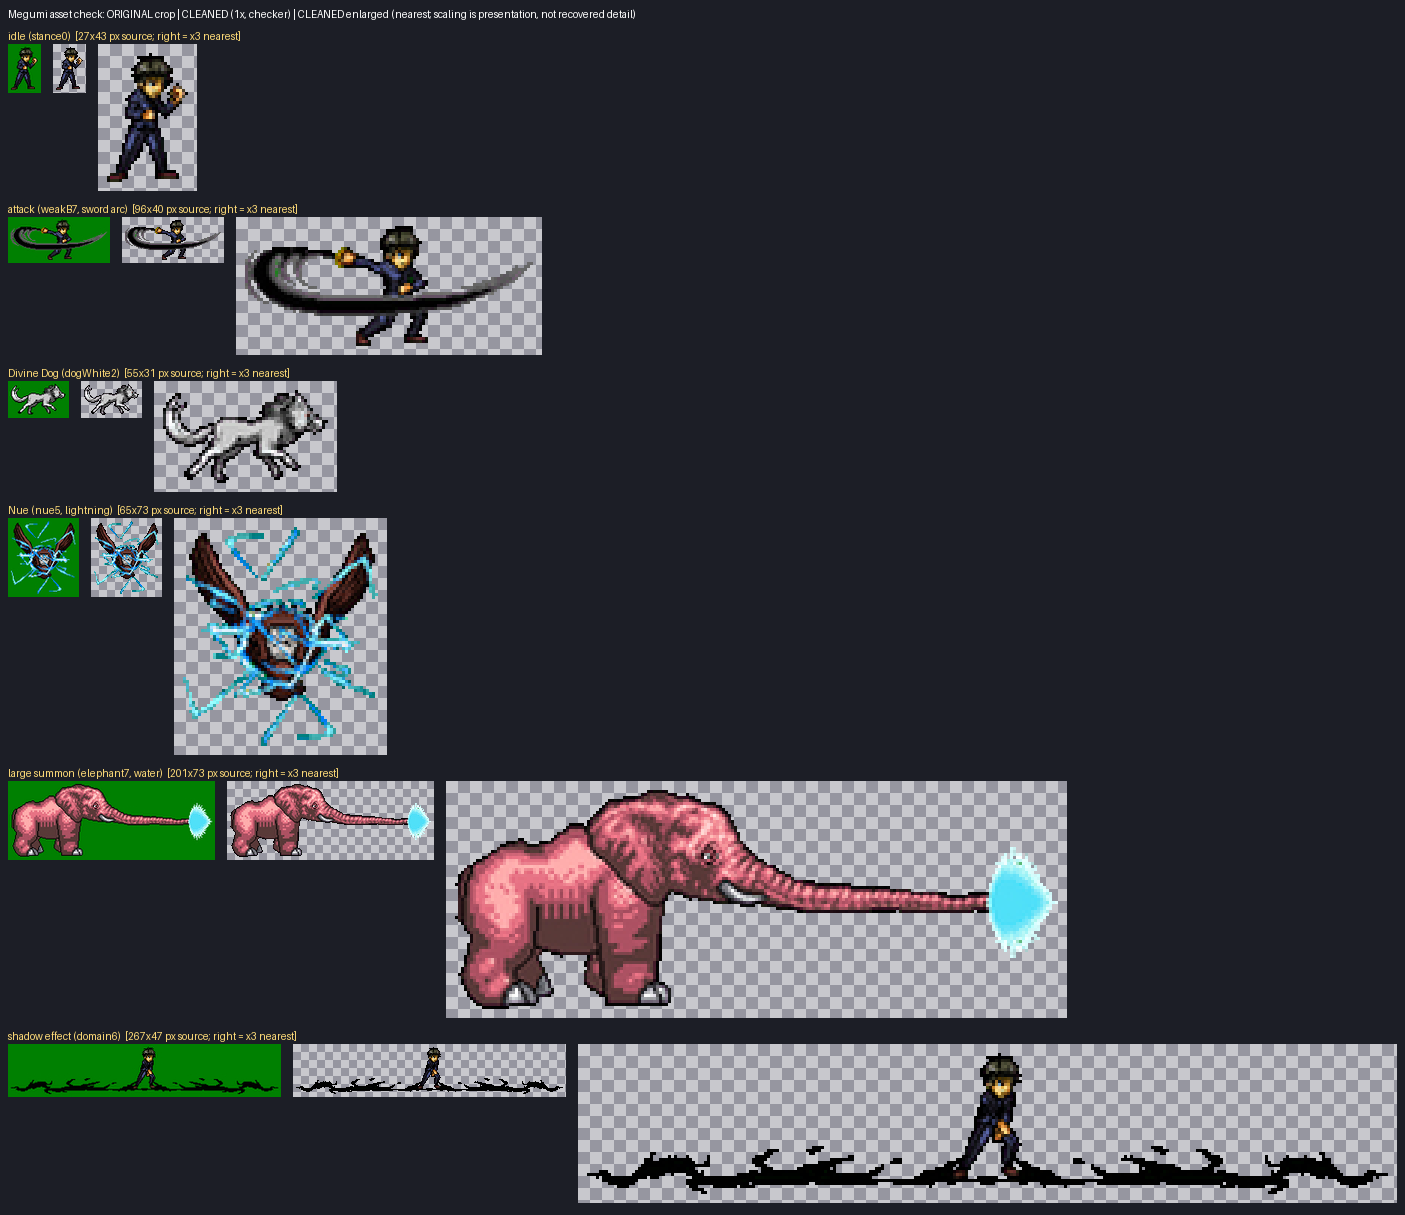 Megumi asset check: ORIGINAL crop | CLEANED (1x, checker) | CLEANED enlarged (nearest; scaling is presentation, not recovered detail)
idle (stance0) [27x43 px source; right = x3 nearest]
attack (weakB7, sword arc) [96x40 px source; right = x3 nearest]
Divine Dog (dogWhite2) [55x31 px source; right = x3 nearest]
Nue (nue5, lightning) [65x73 px source; right = x3 nearest]
large summon (elephant7, water) [201x73 px source; right = x3 nearest]
shadow effect (domain6) [267x47 px source; right = x3 nearest]